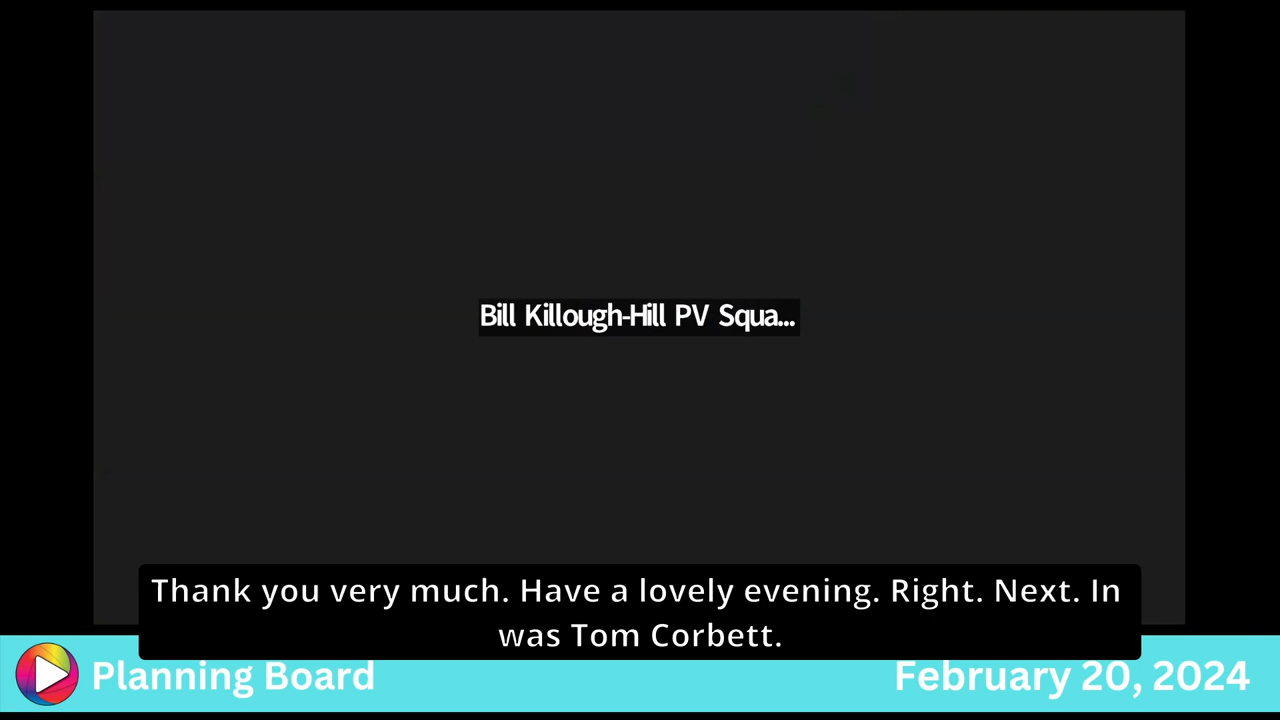 Bill Killough-Hill PV Squa...
Thank you very much. Have a lovely evening. Right. Next. In
was Tom Corbett.
Planning Board
February 20, 2024